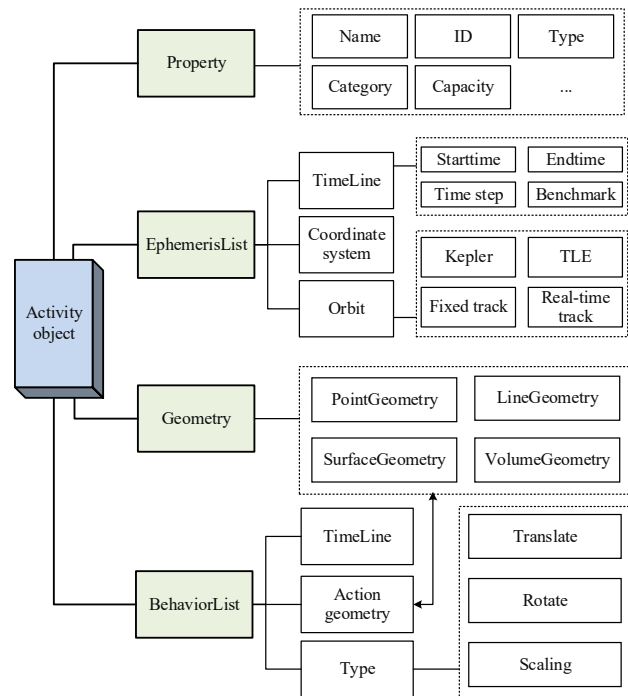 Name
ID
Type
Property
Category
Capacity
...
Starttime
Endtime
TimeLine
Time step
Benchmark
EphemerisList
Coordinate
system
Kepler
TLE
Orbit
Fixed track
Real-time
track
Activity
object
PointGeometry
LineGeometry
Geometry
SurfaceGeometry
VolumeGeometry
TimeLine
Translate
BehaviorList
Action
geometry
Rotate
Type
Scaling